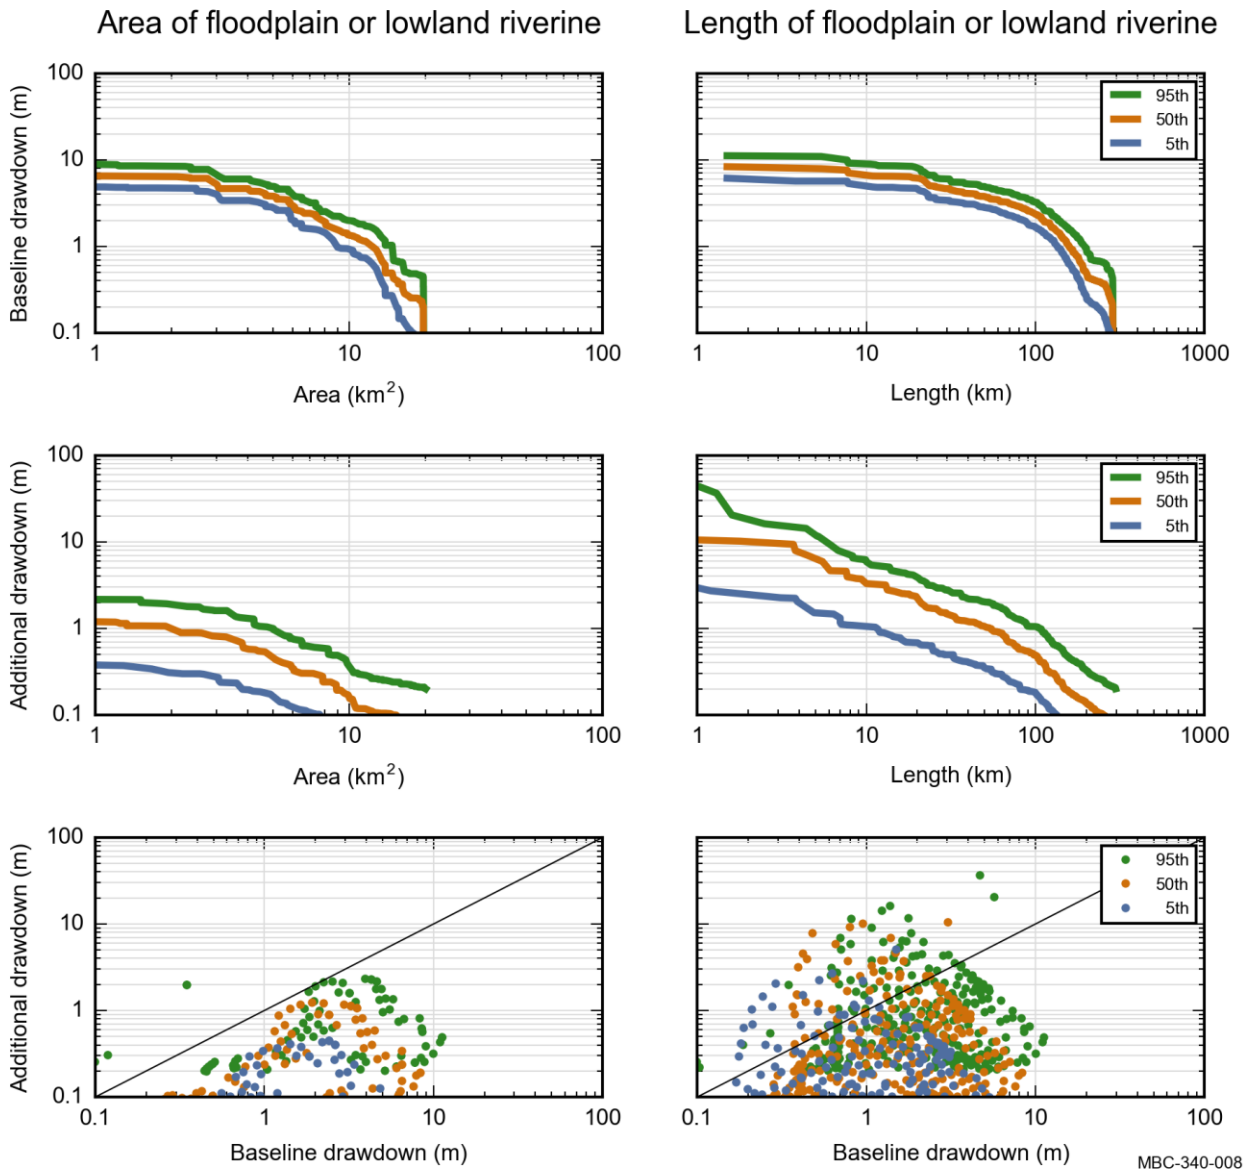 Area of floodplain or lowland riverine
Length of floodplain or lowland riverine
Baseline drawdown (m)
100
10
1
0.1
1
10
100
Area (km²)
95th
50th
5th
1
10
100
1000
Length (km)
Additional drawdown (m)
100
10
1
0.1
1
10
100
Area (km²)
95th
50th
5th
1
10
100
1000
Length (km)
Additional drawdown (m)
100
10
1
0.1
0.1
1
10
100
Baseline drawdown (m)
95th
50th
5th
0.1
1
10
100
Baseline drawdown (m)
MBC-340-008